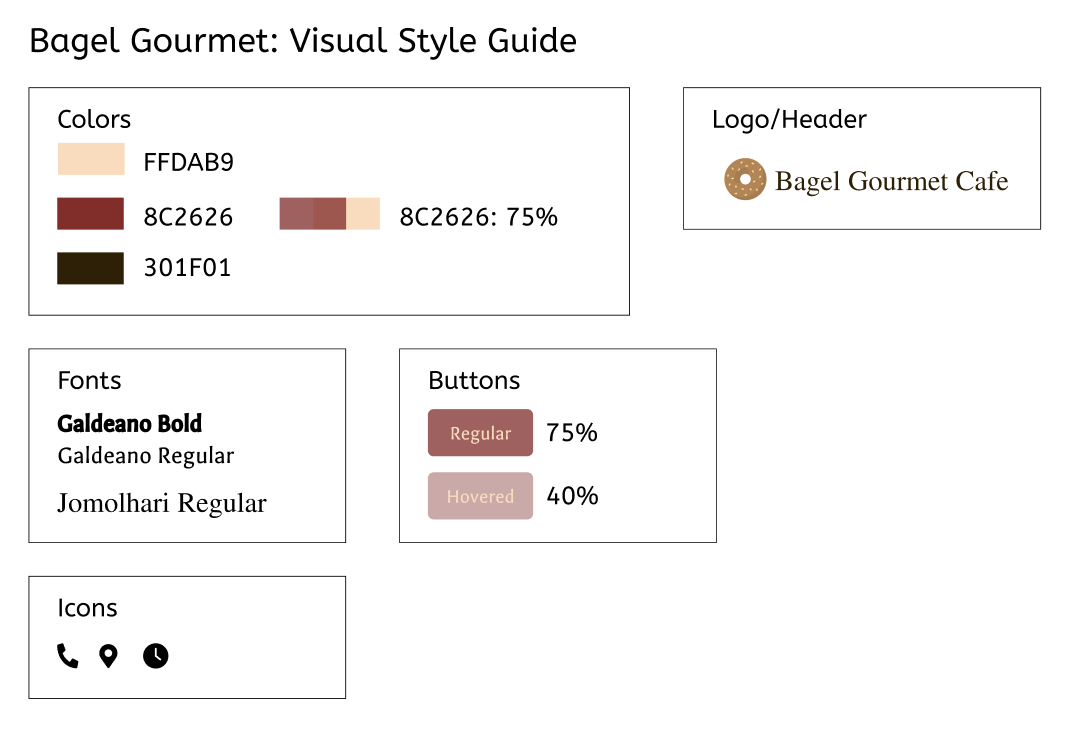 Bagel Gourmet: Visual Style Guide
Colors
FFDAB9
8C2626
8C2626: 75%
301F01
Logo/Header
Bagel Gourmet Cafe
Fonts
Galdeano Bold
Galdeano Regular
Jomolhari Regular
Buttons
Regular
75%
Hovered
40%
Icons